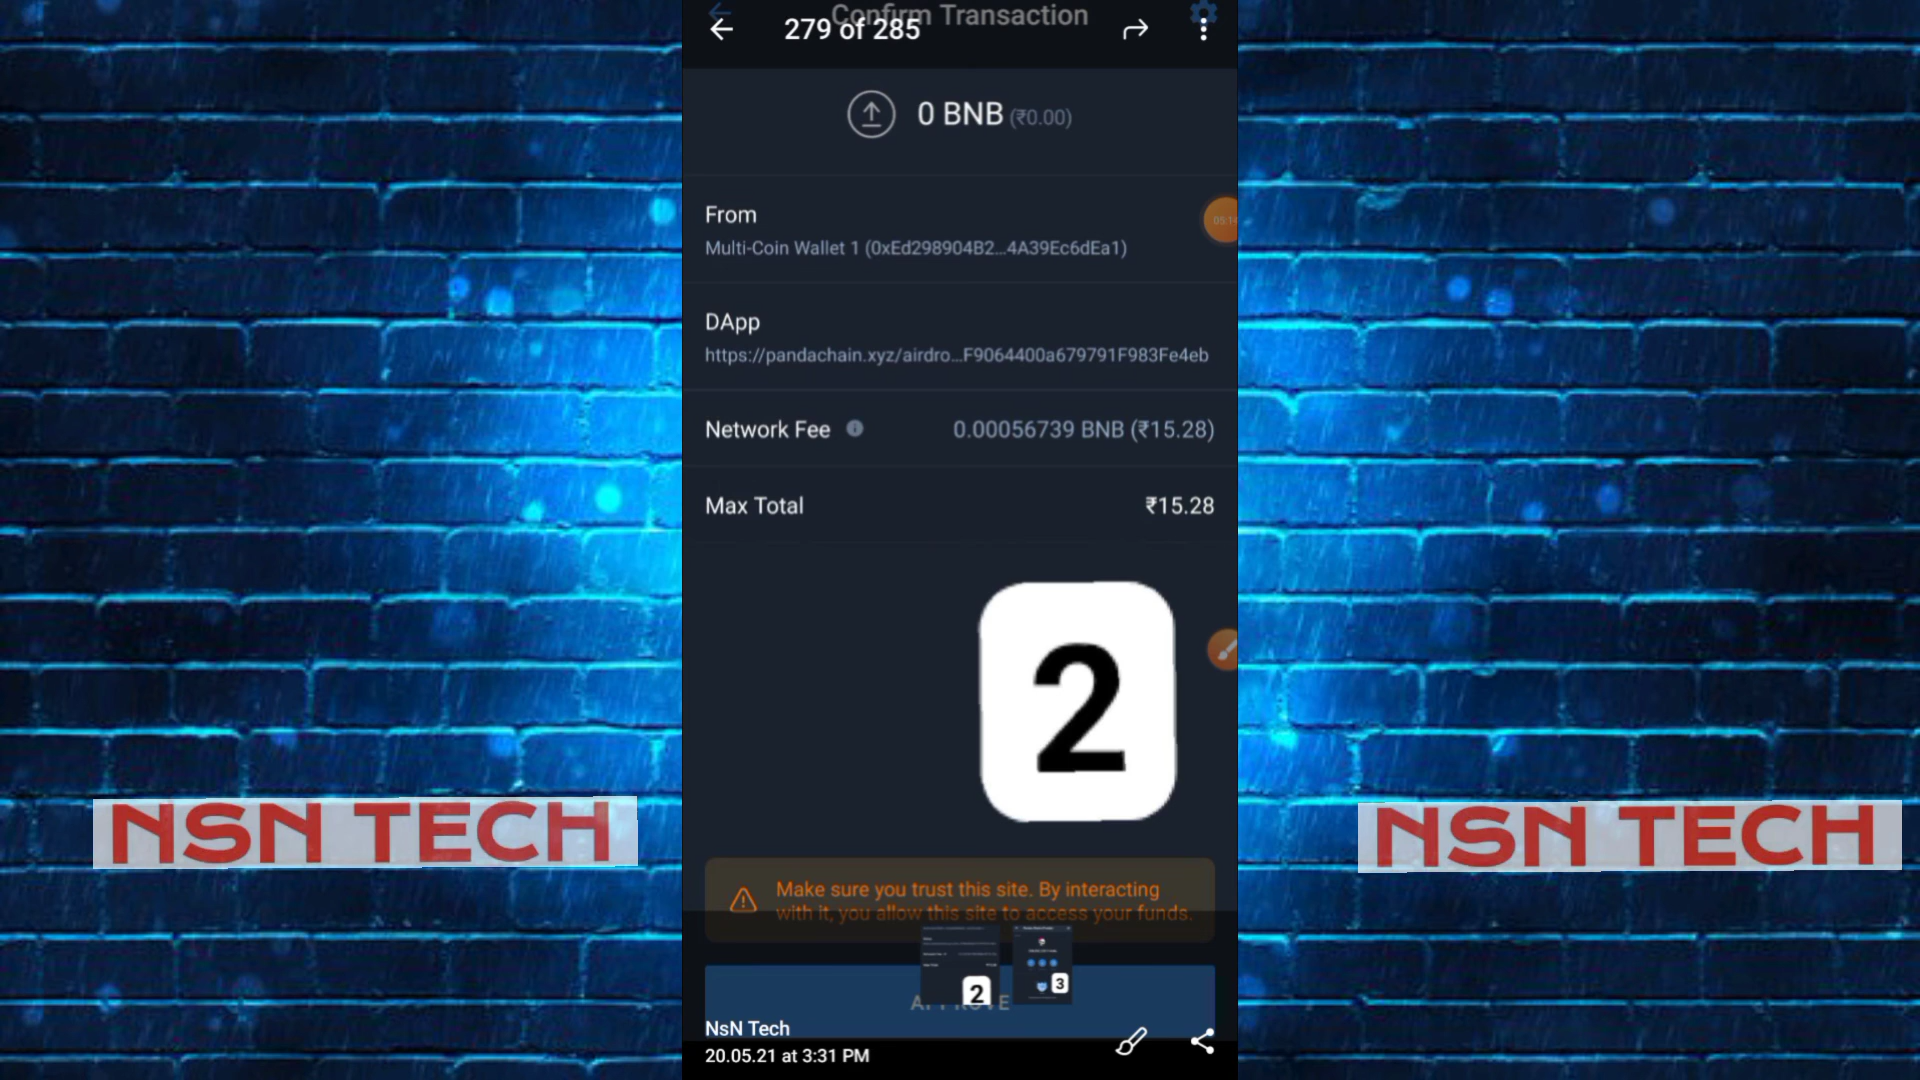 Confirm Transaction
279 of 285
0 BNB (₹0.00)
From
Multi-Coin Wallet 1 (0xEd298904B2...4A39Ec6dEa1)
05:14
DApp
https://pandachain.xyz/airdro...F9064400a679791F983Fe4eb
Network Fee
0.00056739 BNB (₹15.28)
Max Total
₹15.28
2
NSN TECH
NSN TECH
Make sure you trust this site. By interacting
with it, you allow this site to access your funds.
2
3
APPROVE
NsN Tech
20.05.21 at 3:31 PM